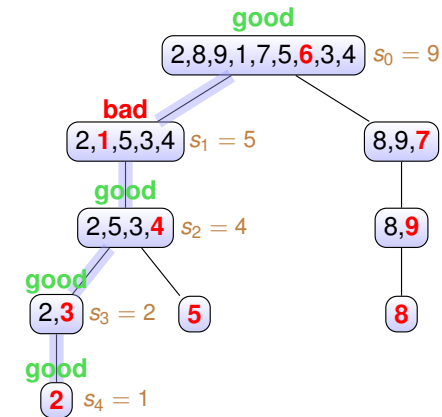 good
2,8,9,1,7,5,6,3,4 s₀ = 9
bad
2,1,5,3,4 s₁ = 5 8,9,7
good
2,5,3,4 s₂ = 4 8,9
good
2,3 s₃ = 2 5 8
good
2 s₄ = 1